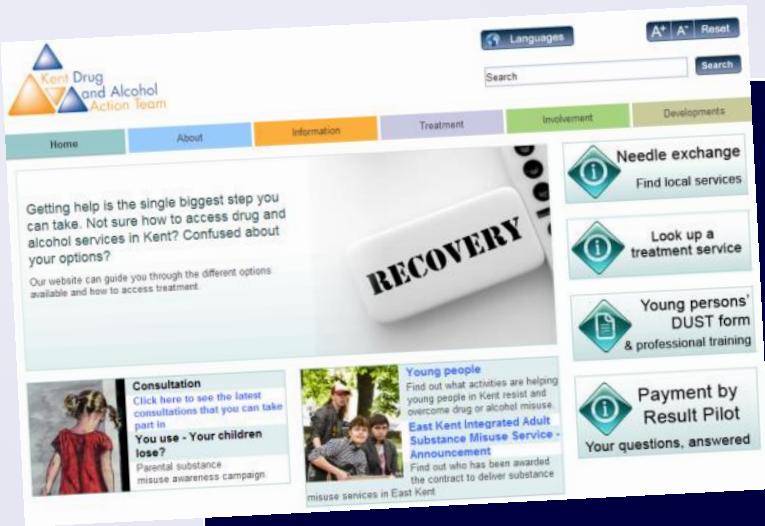 Kent Drug
and Alcohol
Action Team
Languages
A+ A- Reset
Search
Search
Home
About
Information
Treatment
Involvement
Developments
Getting help is the single biggest step you
can take. Not sure how to access drug and
alcohol services in Kent? Confused about
your options?
Our website can guide you through the different options
available and how to access treatment.
RECOVERY
Needle exchange
Find local services
Look up a
treatment service
Young persons'
DUST form
& professional training
Payment by
Result Pilot
Your questions, answered
Consultation
Click here to see the latest
consultations that you can take
part in
You use - Your children
lose?
Parental substance
misuse awareness campaign.
Young people
Find out what activities are helping
young people in Kent resist and
overcome drug or alcohol misuse.
East Kent Integrated Adult
Substance Misuse Service -
Announcement
Find out who has been awarded
the contract to deliver substance
misuse services in East Kent